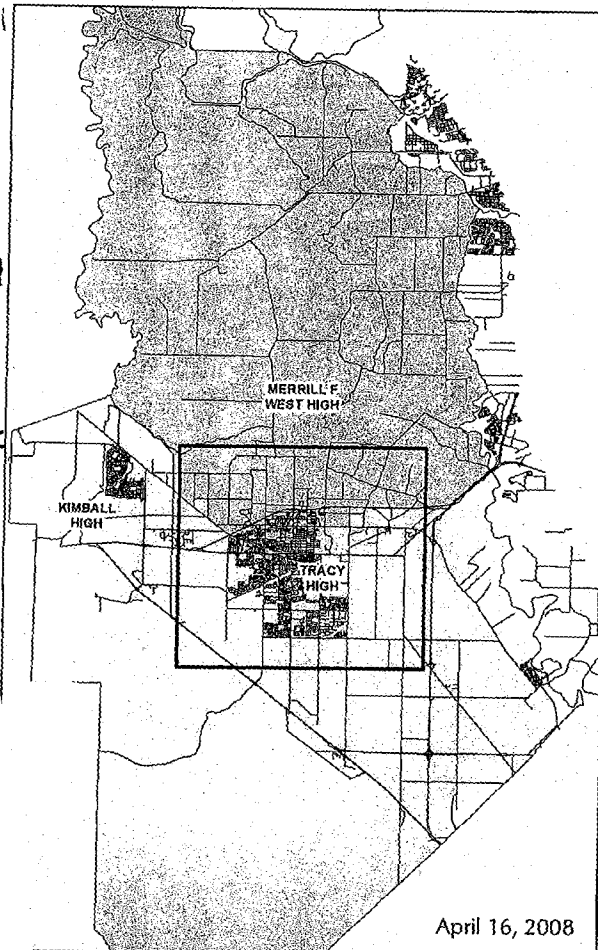 MERRILL F.
WEST HIGH
KIMBALL
HIGH
TRACY
HIGH
April 16, 2008